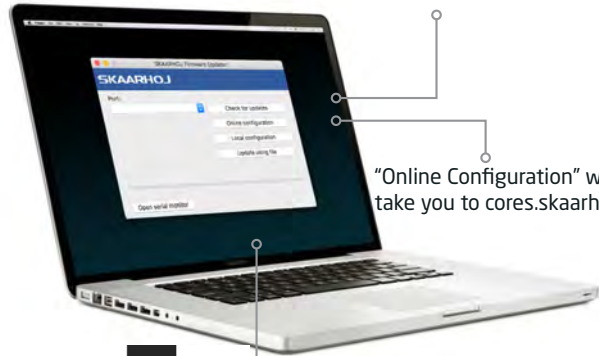 SKAARHOJ Firmware Updater
SKAARHOJ
Port:
Check for updates
Online configuration
Local configuration
Update using file
Open serial monitor
"Online Configuration" w
take you to cores.skaarh